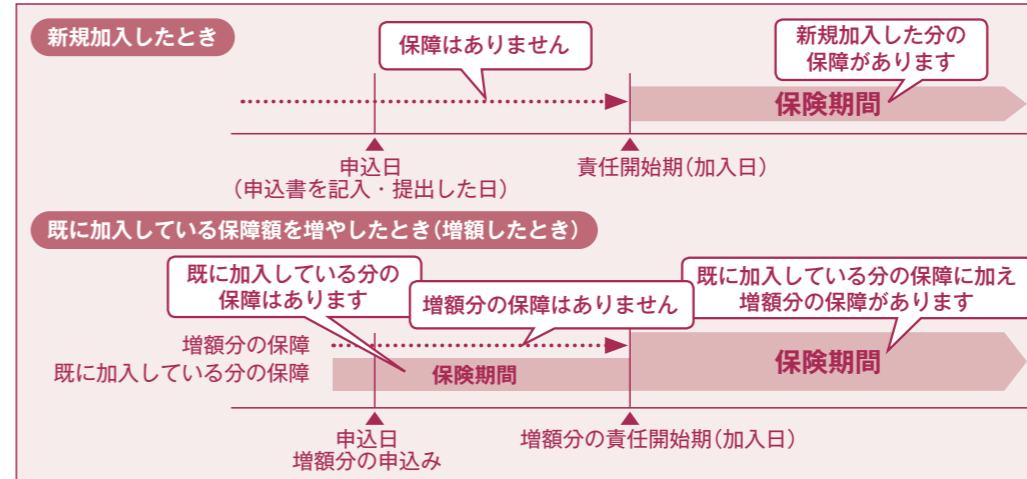 新規加入したとき
保障はありません
新規加入した分の
保障があります
保険期間
申込日
（申込書を記入・提出した日）
責任開始期（加入日）
既に加入している保障額を増やしたとき（増額したとき）
既に加入している分の
保障はあります
増額分の保障はありません
既に加入している分の保障に加え
増額分の保障があります
増額分の保障
既に加入している分の保障
保険期間
保険期間
申込日
増額分の申込み
増額分の責任開始期（加入日）